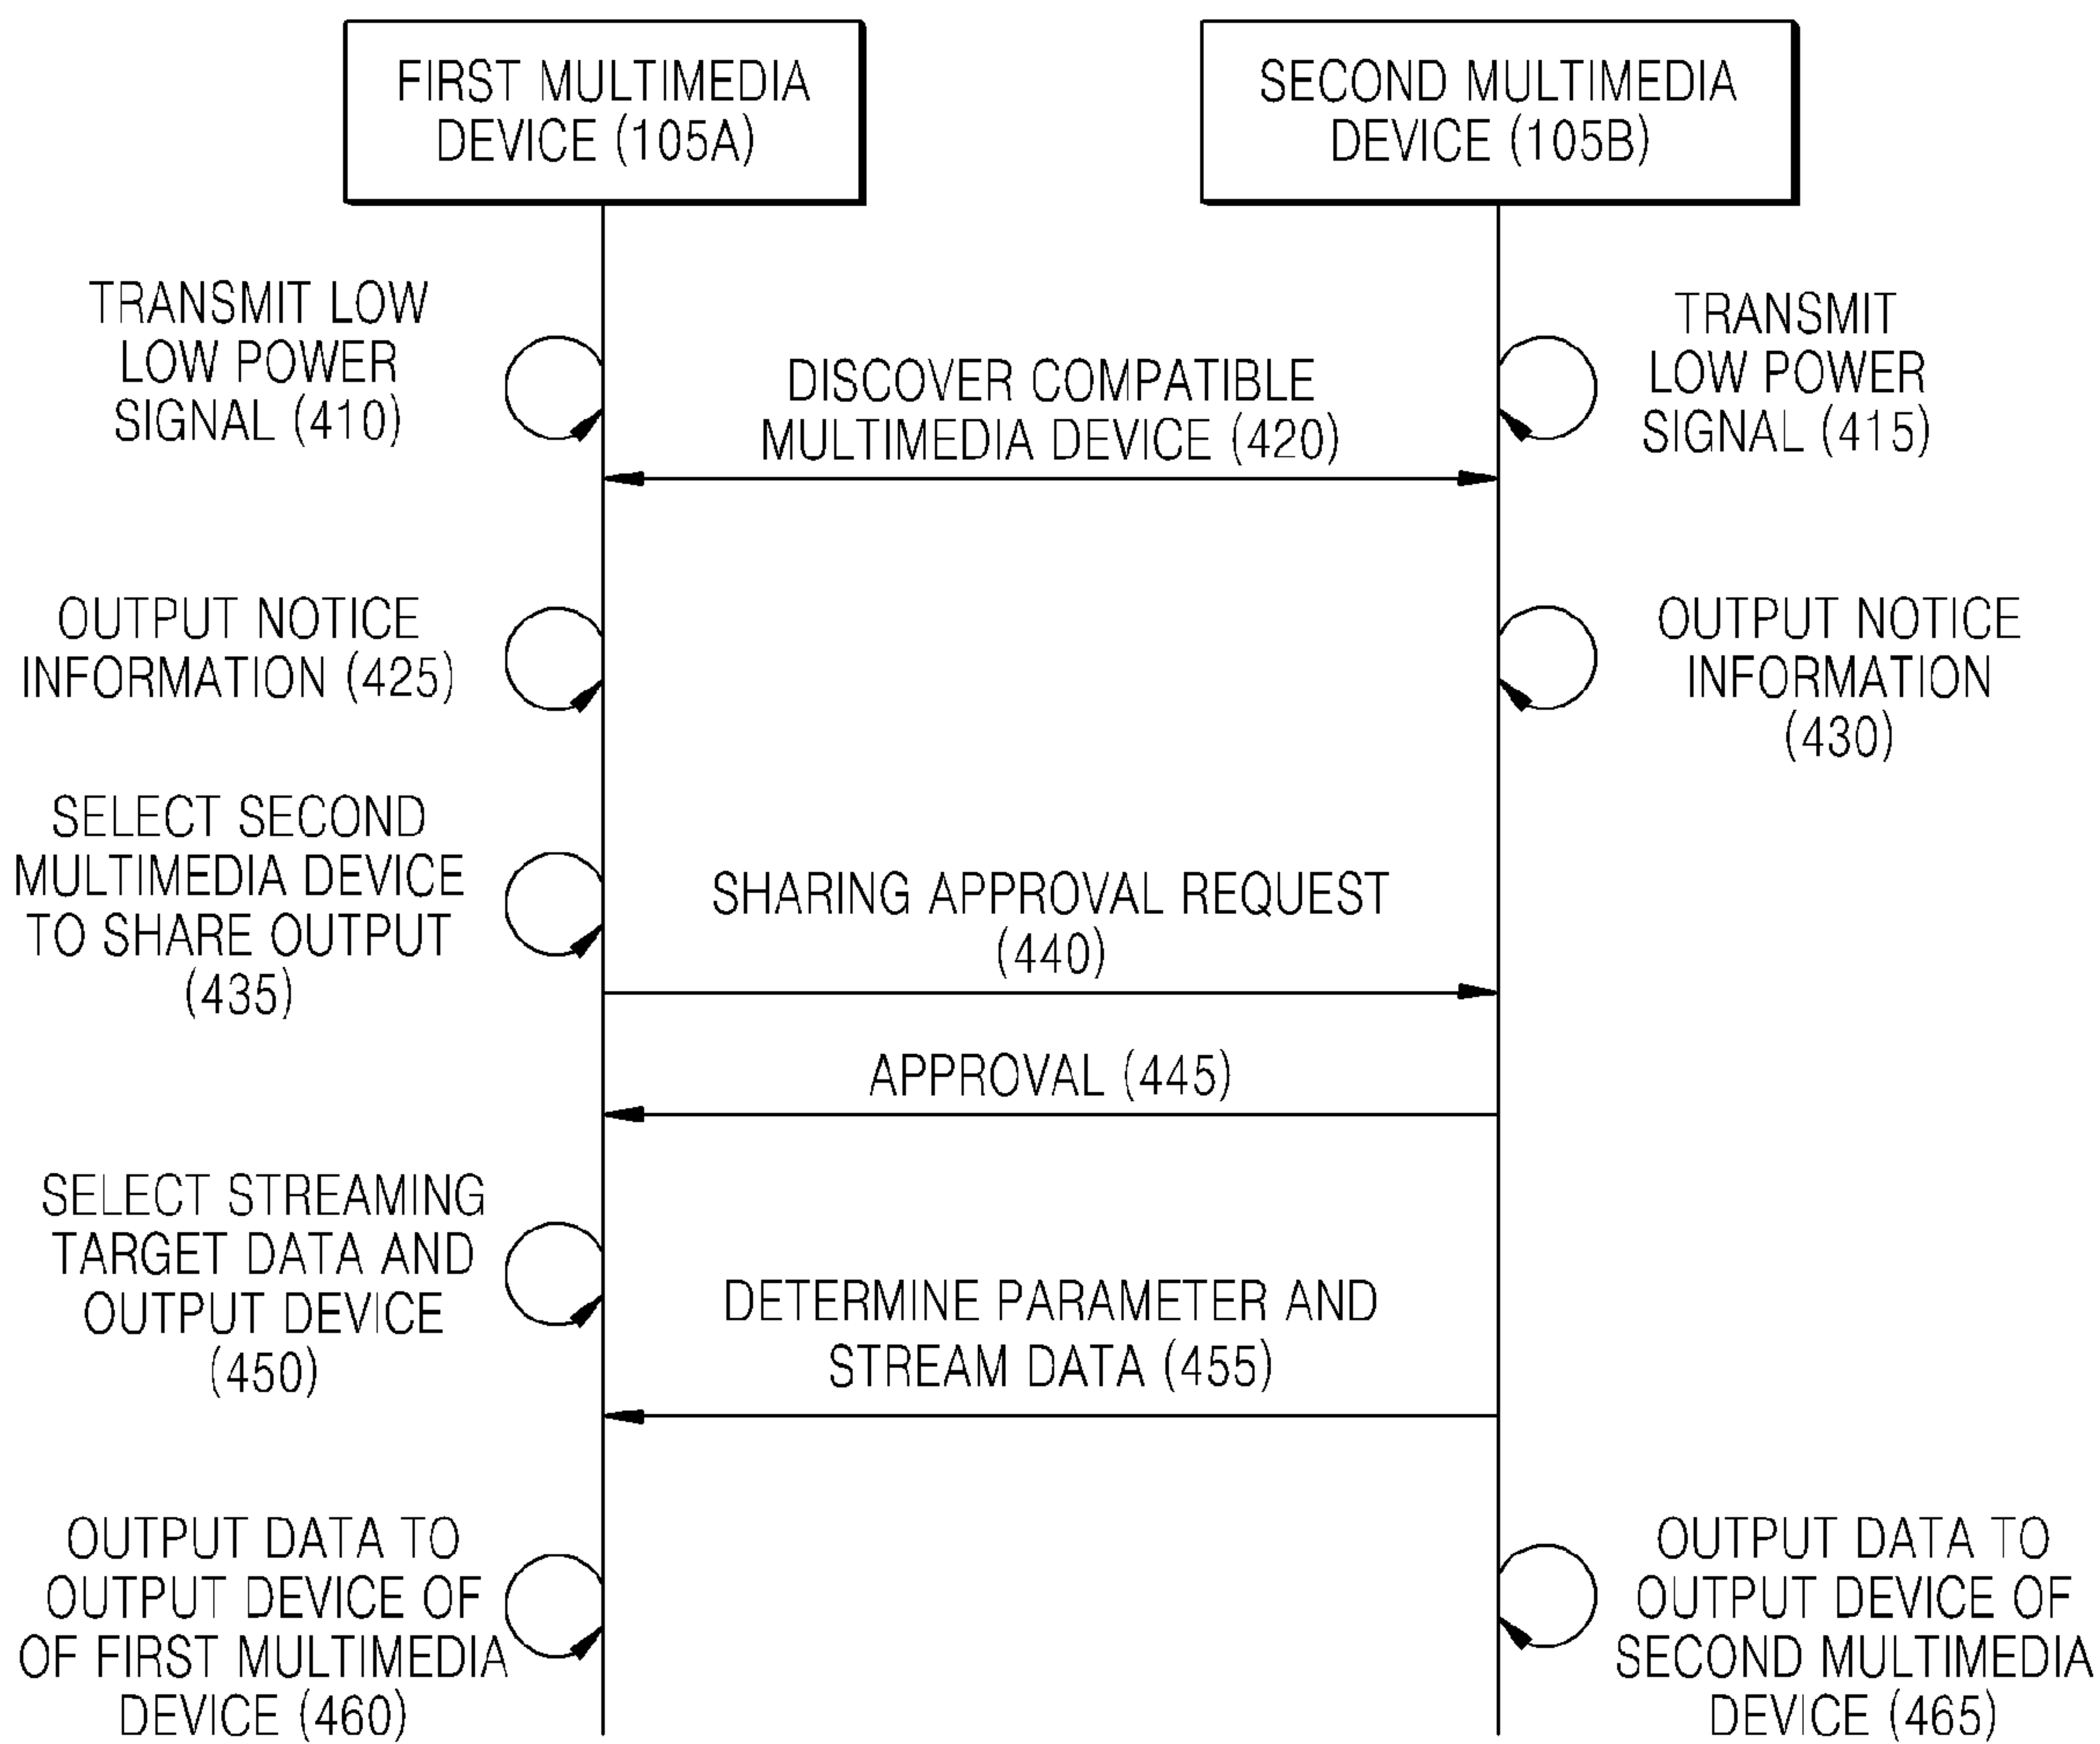 FIRST MULTIMEDIA
DEVICE (105A)
SECOND MULTIMEDIA
DEVICE (105B)
TRANSMIT LOW
LOW POWER
SIGNAL (410)
DISCOVER COMPATIBLE
MULTIMEDIA DEVICE (420)
TRANSMIT
LOW POWER
SIGNAL (415)
OUTPUT NOTICE
INFORMATION (425)
OUTPUT NOTICE
INFORMATION
(430)
SELECT SECOND
MULTIMEDIA DEVICE
TO SHARE OUTPUT
(435)
SHARING APPROVAL REQUEST
(440)
APPROVAL (445)
SELECT STREAMING
TARGET DATA AND
OUTPUT DEVICE
(450)
DETERMINE PARAMETER AND
STREAM DATA (455)
OUTPUT DATA TO
OUTPUT DEVICE OF
OF FIRST MULTIMEDIA
DEVICE (460)
OUTPUT DATA TO
OUTPUT DEVICE OF
SECOND MULTIMEDIA
DEVICE (465)